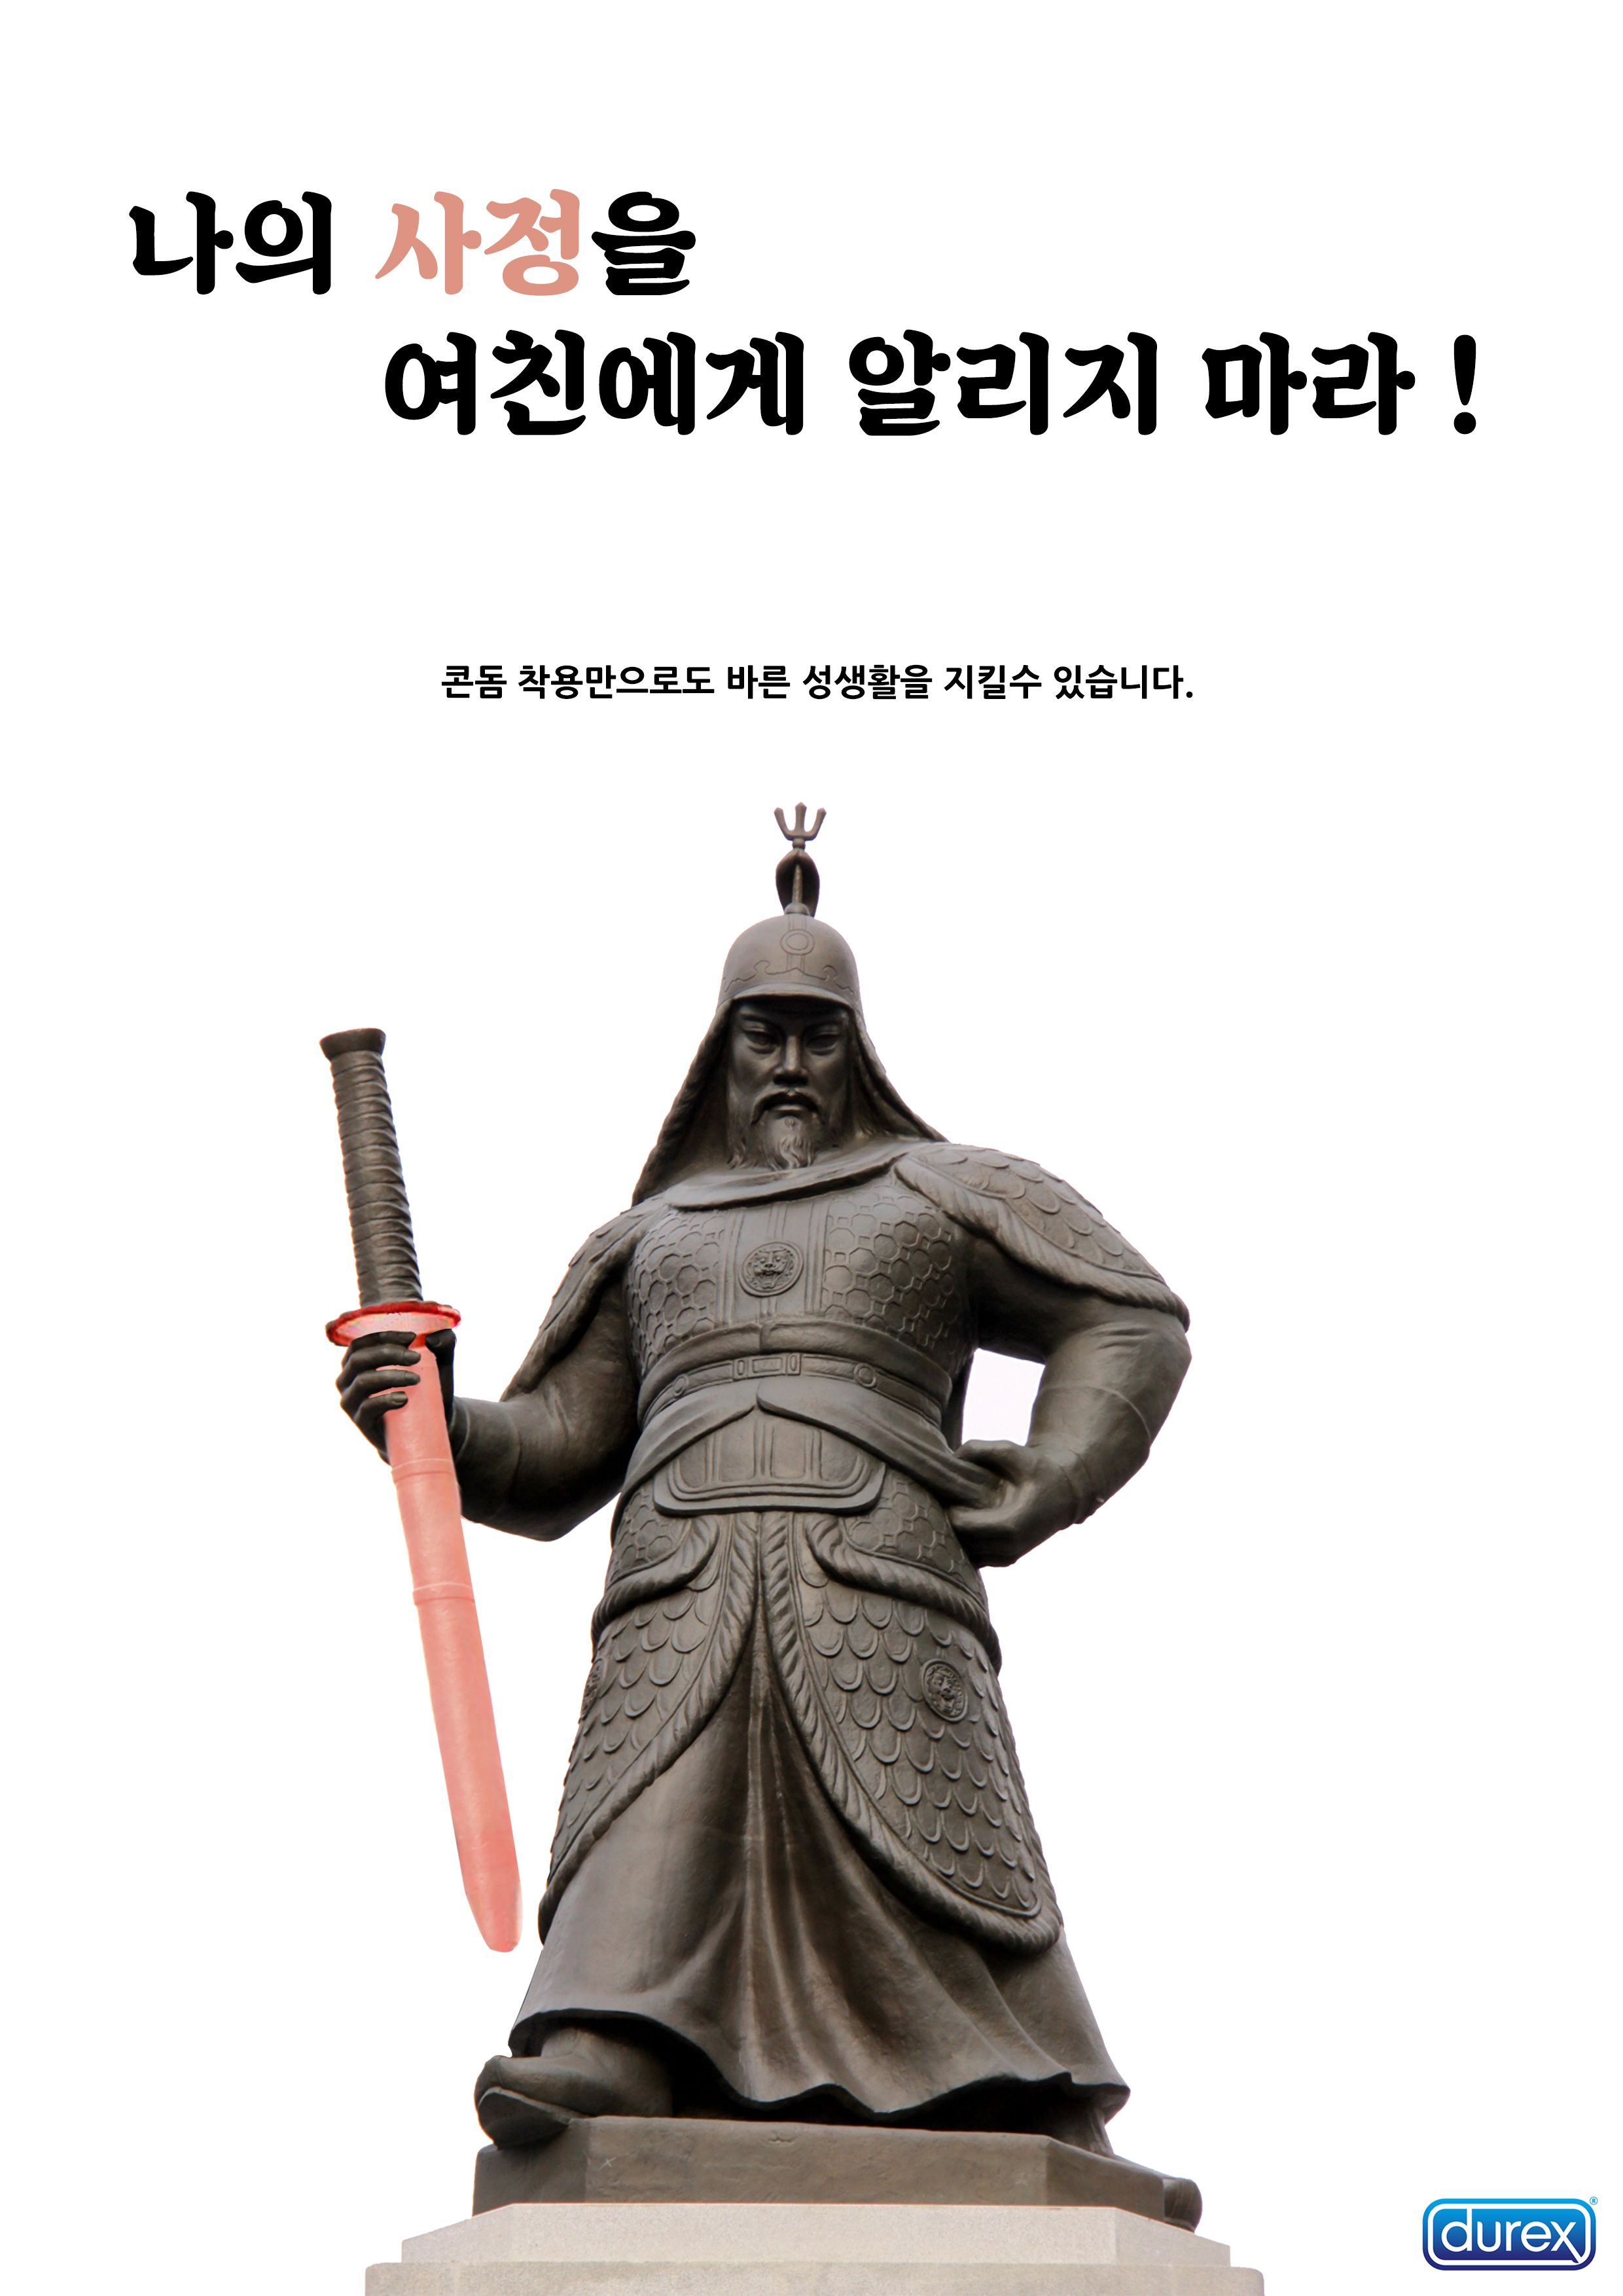 나의 사정을
여친에게 알리지 마라 !
콘돔 착용만으로도 바른 성생활을 지킬수 있습니다.
durex®